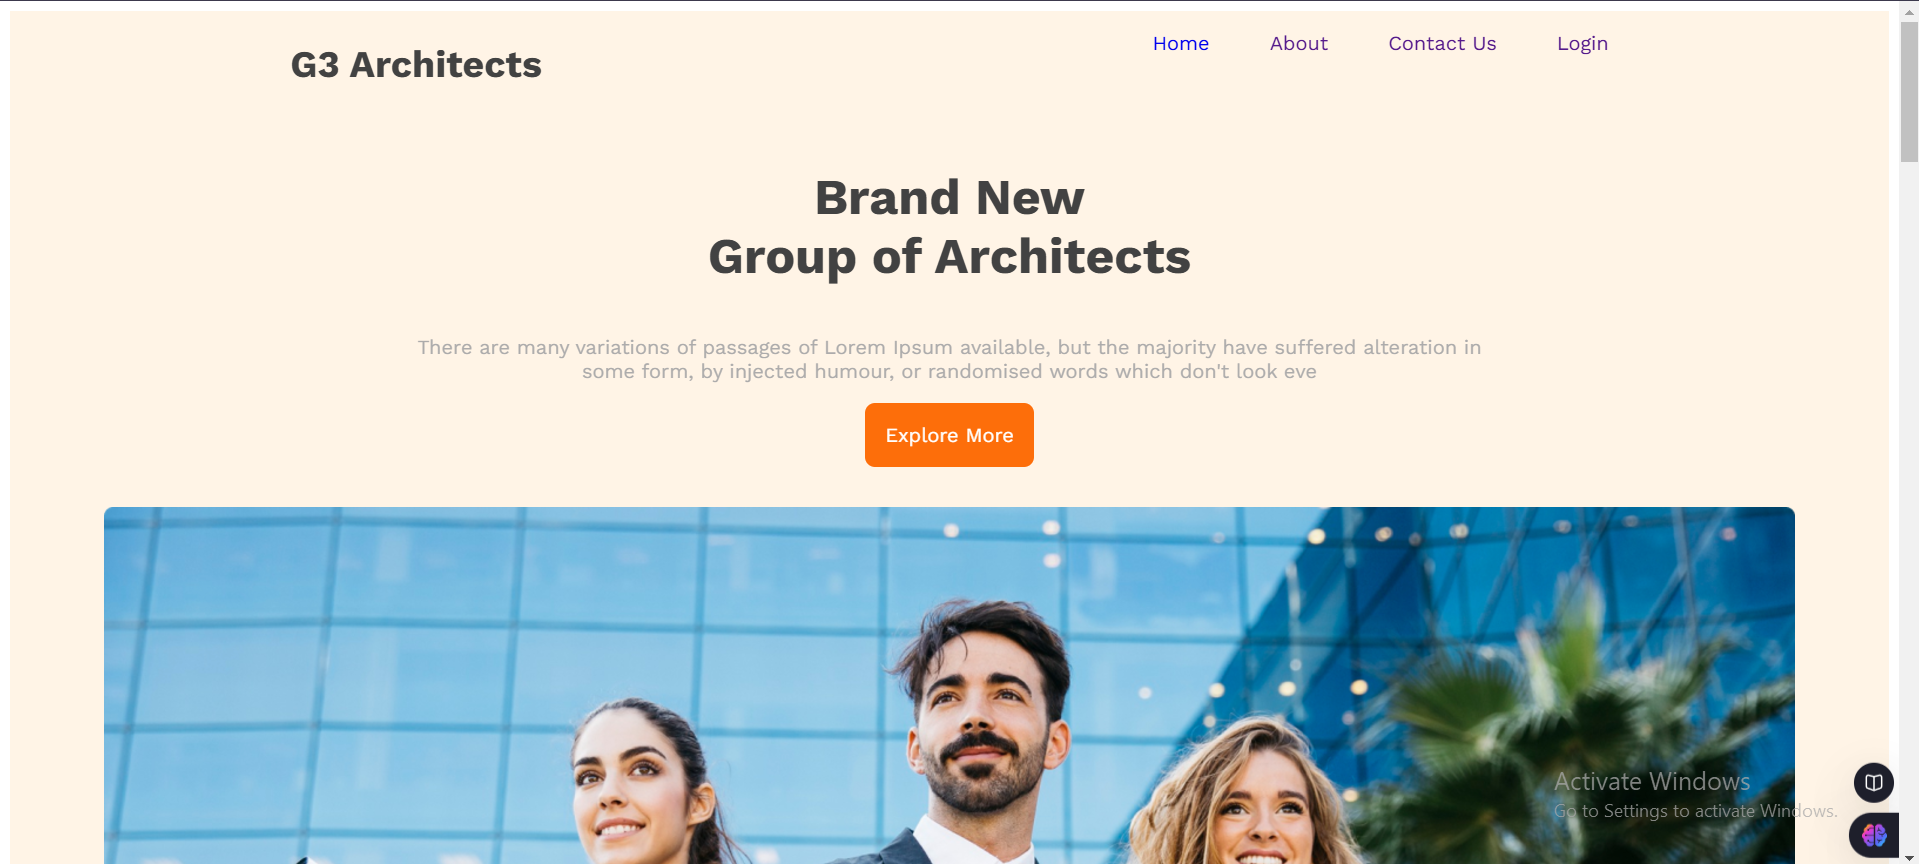 G3 Architects
Home About Contact Us Login
Brand New
Group of Architects
There are many variations of passages of Lorem Ipsum available, but the majority have suffered alteration in
some form, by injected humour, or randomised words which don't look eve
Explore More
Activate Windows
Go to Settings to activate Windows.